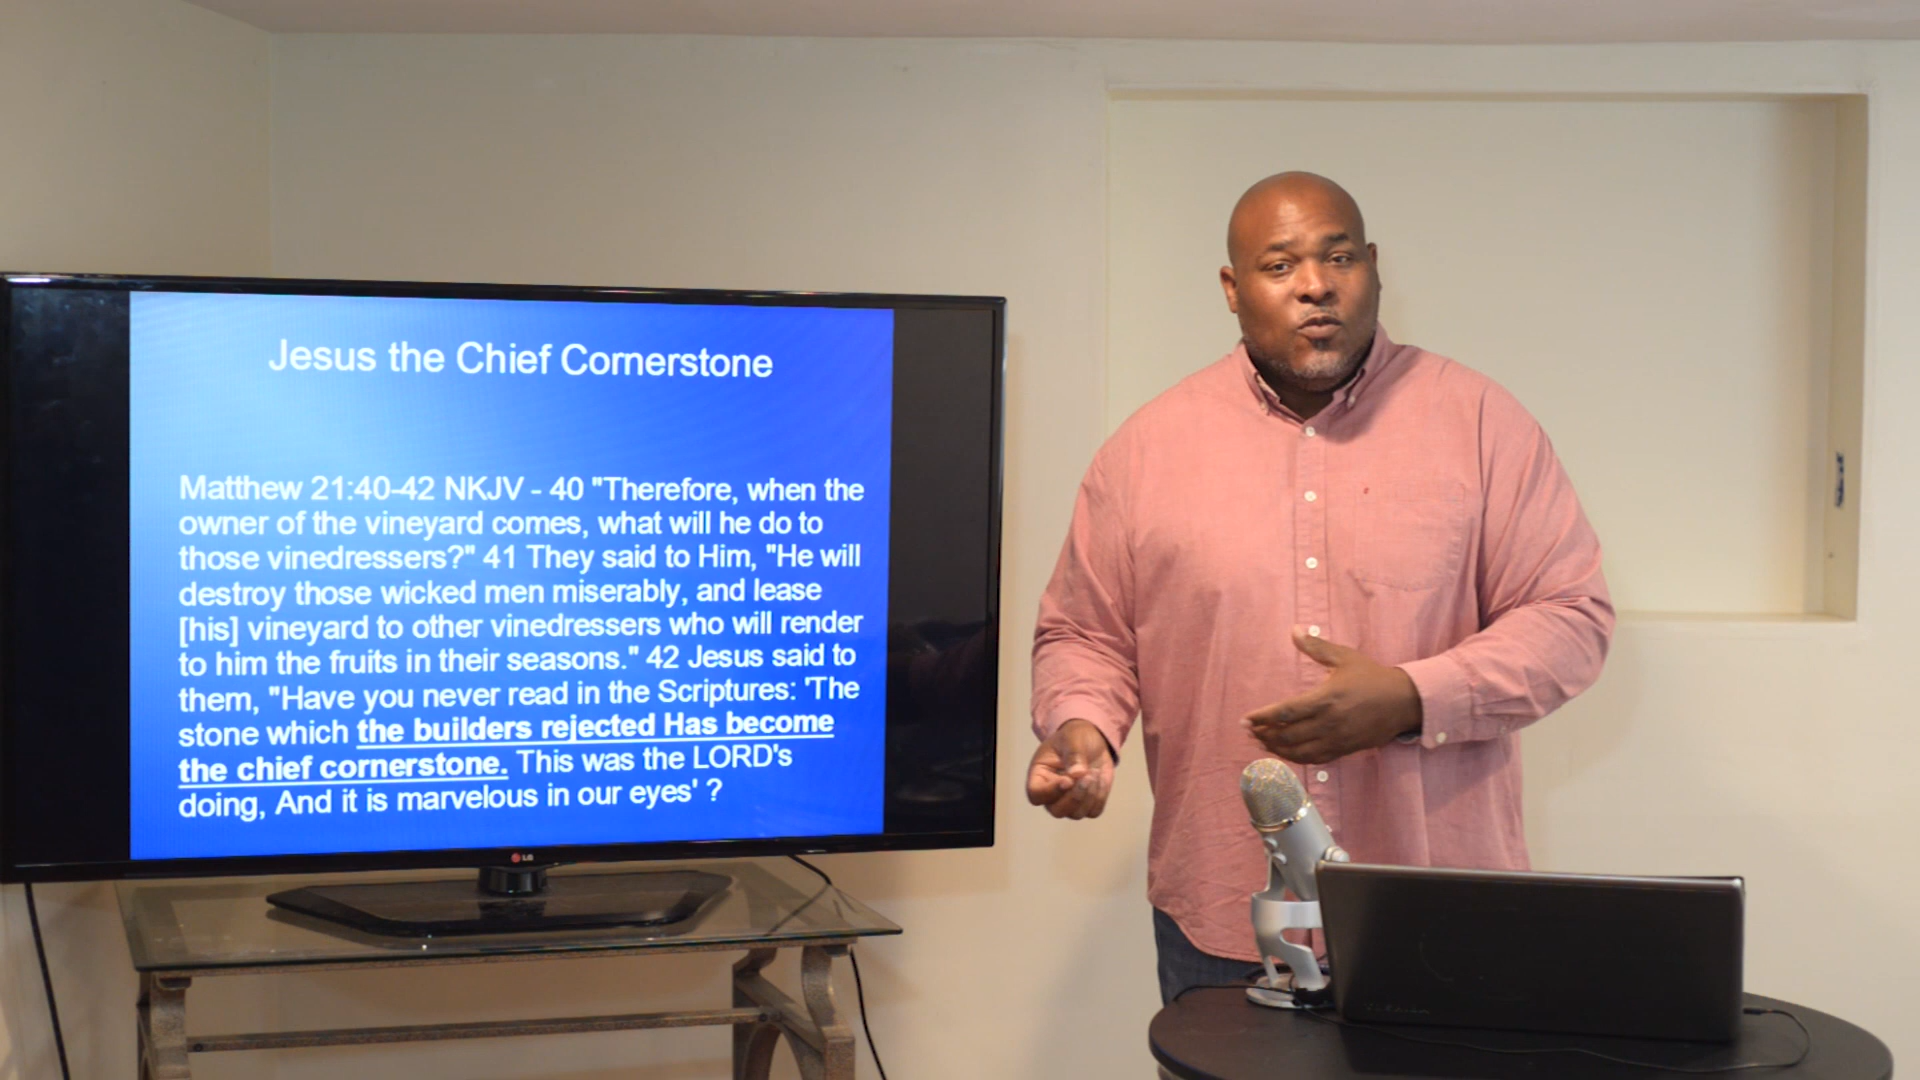 Jesus the Chief Cornerstone
Matthew 21:40-42 NKJV - 40 "Therefore, when the
owner of the vineyard comes, what will he do to
those vinedressers?" 41 They said to Him, "He will
destroy those wicked men miserably, and lease
[his] vineyard to other vinedressers who will render
to him the fruits in their seasons." 42 Jesus said to
them, "Have you never read in the Scriptures: 'The
stone which the builders rejected Has become
the chief cornerstone. This was the LORD's
doing, And it is marvelous in our eyes' ?
LG